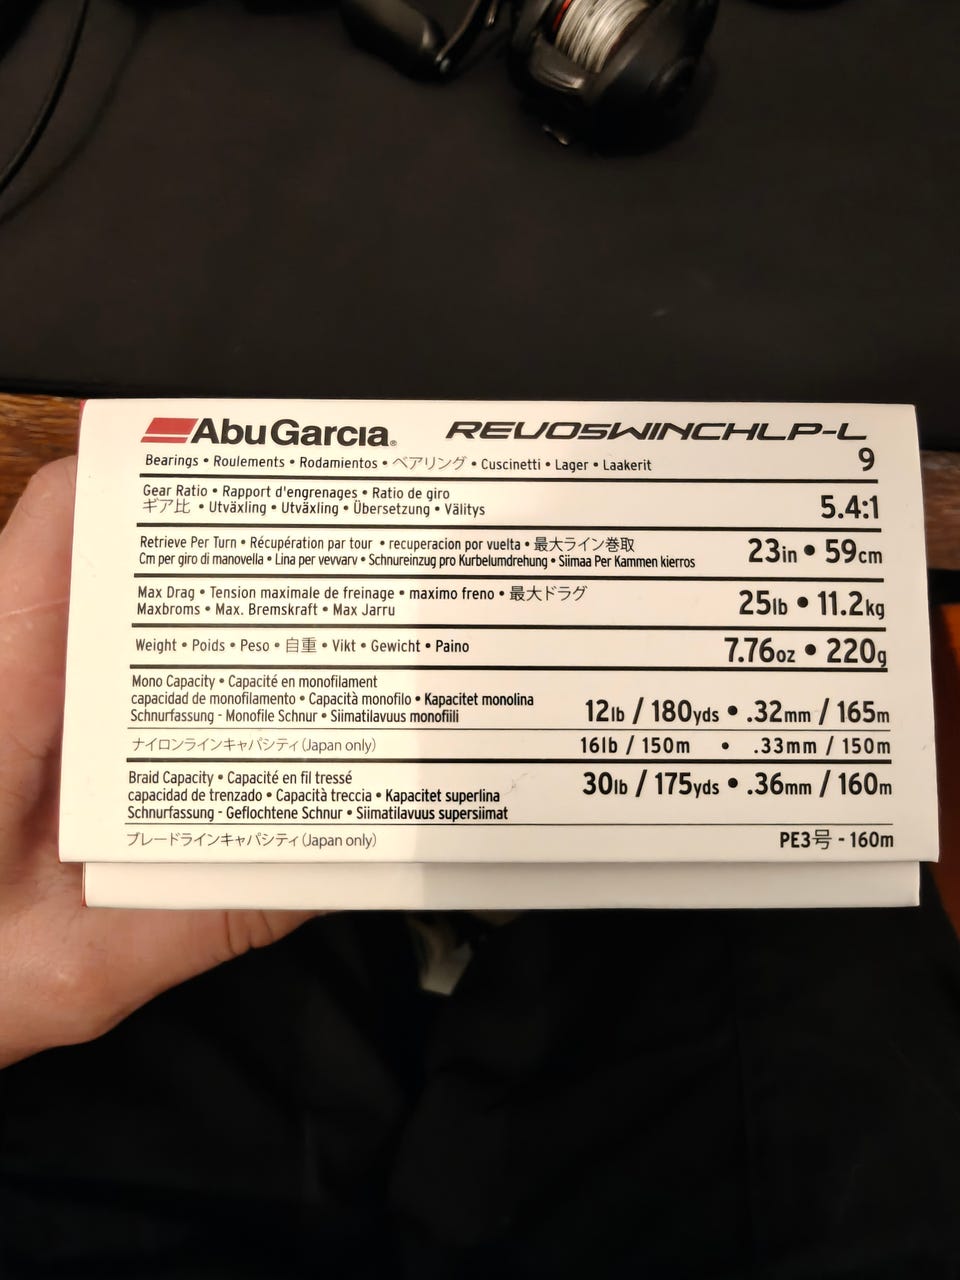 AbuGarcia® REVO5WINCHLP-L
Bearings • Roulements • Rodamientos • ベアリング • Cuscinetti • Lager • Laakerit 9
Gear Ratio • Rapport d'engrenages • Ratio de giro
ギア比 • Utväxling • Utväxling • Übersetzung • Välitys 5.4:1
Retrieve Per Turn • Récupération par tour • recuperacion por vuelta • 最大ライン巻取
Cm per giro di manovella • Lina per vevvarv • Schnureinzug pro Kurbelumdrehung • Siimaa Per Kammen kierros 23in • 59cm
Max Drag • Tension maximale de freinage • maximo freno • 最大ドラグ
Maxbroms • Max. Bremskraft • Max Jarru 25lb • 11.2kg
Weight • Poids • Peso • 自重 • Vikt • Gewicht • Paino 7.76oz • 220g
Mono Capacity • Capacité en monofilament
capacidad de monofilamento • Capacità monofilo • Kapacitet monolina
Schnurfassung - Monofile Schnur • Siimatilavuus monofiili 12lb / 180yds • .32mm / 165m
ナイロンラインキャパシティ(Japan only) 16lb / 150m • .33mm / 150m
Braid Capacity • Capacité en fil tressé
capacidad de trenzado • Capacità treccia • Kapacitet superlina 30lb / 175yds • .36mm / 160m
Schnurfassung - Geflochtene Schnur • Siimatilavuus supersiimat
ブレードラインキャパシティ(Japan only) PE3号 - 160m